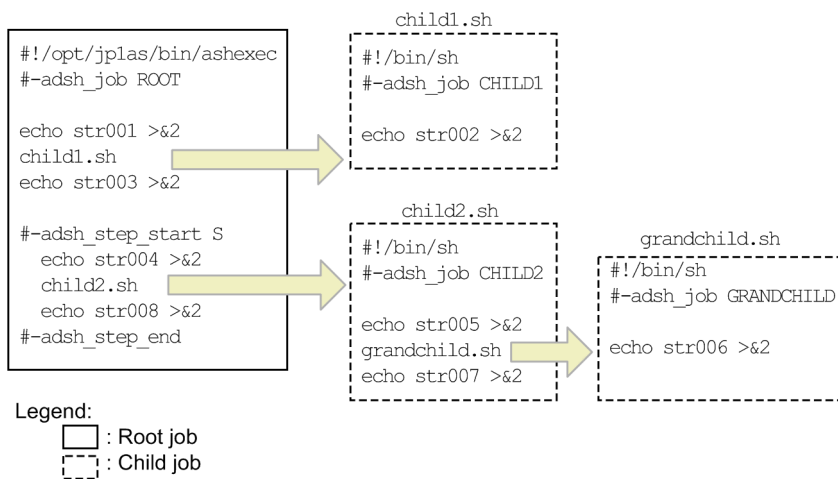 child1.sh
#!/opt/jp1as/bin/ashexec
#-adsh_job ROOT
echo str001 >&2
child1.sh
echo str003 >&2
#-adsh_step_start S
echo str004 >&2
child2.sh
echo str008 >&2
#-adsh_step_end
#!/bin/sh
#-adsh_job CHILD1
echo str002 >&2
child2.sh
#!/bin/sh
#-adsh_job CHILD2
echo str005 >&2
grandchild.sh
echo str007 >&2
grandchild.sh
#!/bin/sh
#-adsh_job GRANDCHILD
echo str006 >&2
Legend:
: Root job
: Child job